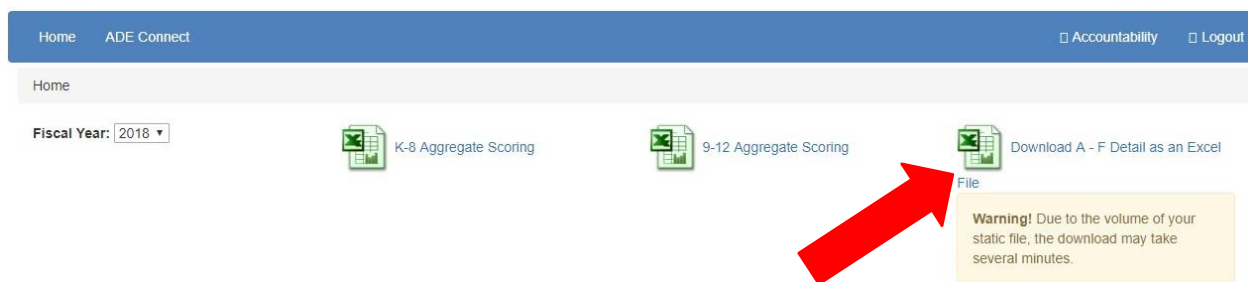 Home ADE Connect Accountability Logout
Home
Fiscal Year: 2018 K-8 Aggregate Scoring 9-12 Aggregate Scoring Download A - F Detail as an Excel
File
Warning! Due to the volume of your
static file, the download may take
several minutes.